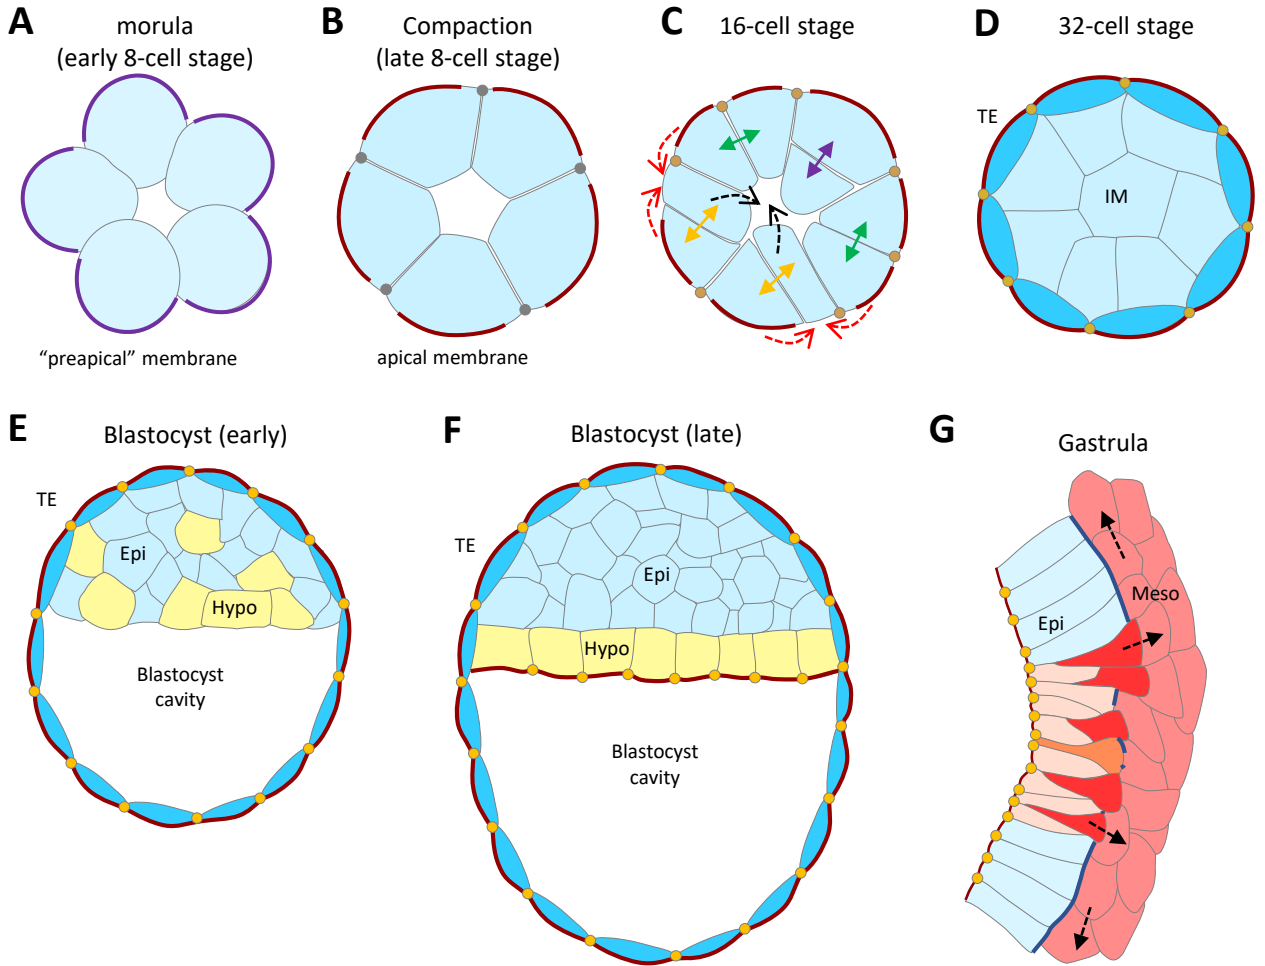 A
morula
(early 8-cell stage)
“preapical” membrane
B
Compaction
(late 8-cell stage)
apical membrane
C
16-cell stage
D
32-cell stage
TE
IM
E
Blastocyst (early)
TE
Epi
Hypo
Blastocyst
cavity
F
Blastocyst (late)
TE
Epi
Hypo
Blastocyst
cavity
G
Gastrula
Meso
Epi